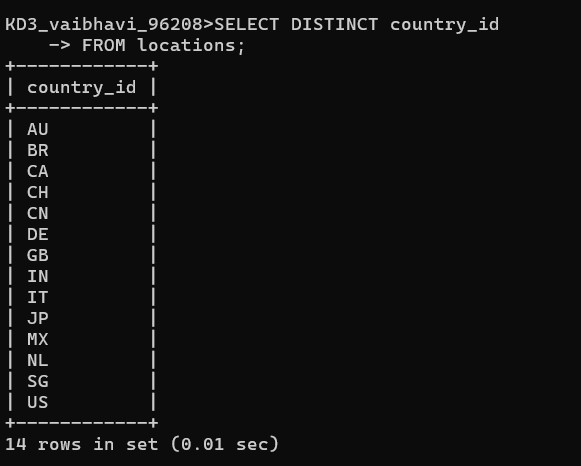 KD3_vaibhavi_96208>SELECT DISTINCT country_id
    -> FROM locations;
+------------+
| country_id |
+------------+
| AU         |
| BR         |
| CA         |
| CH         |
| CN         |
| DE         |
| GB         |
| IN         |
| IT         |
| JP         |
| MX         |
| NL         |
| SG         |
| US         |
+------------+
14 rows in set (0.01 sec)